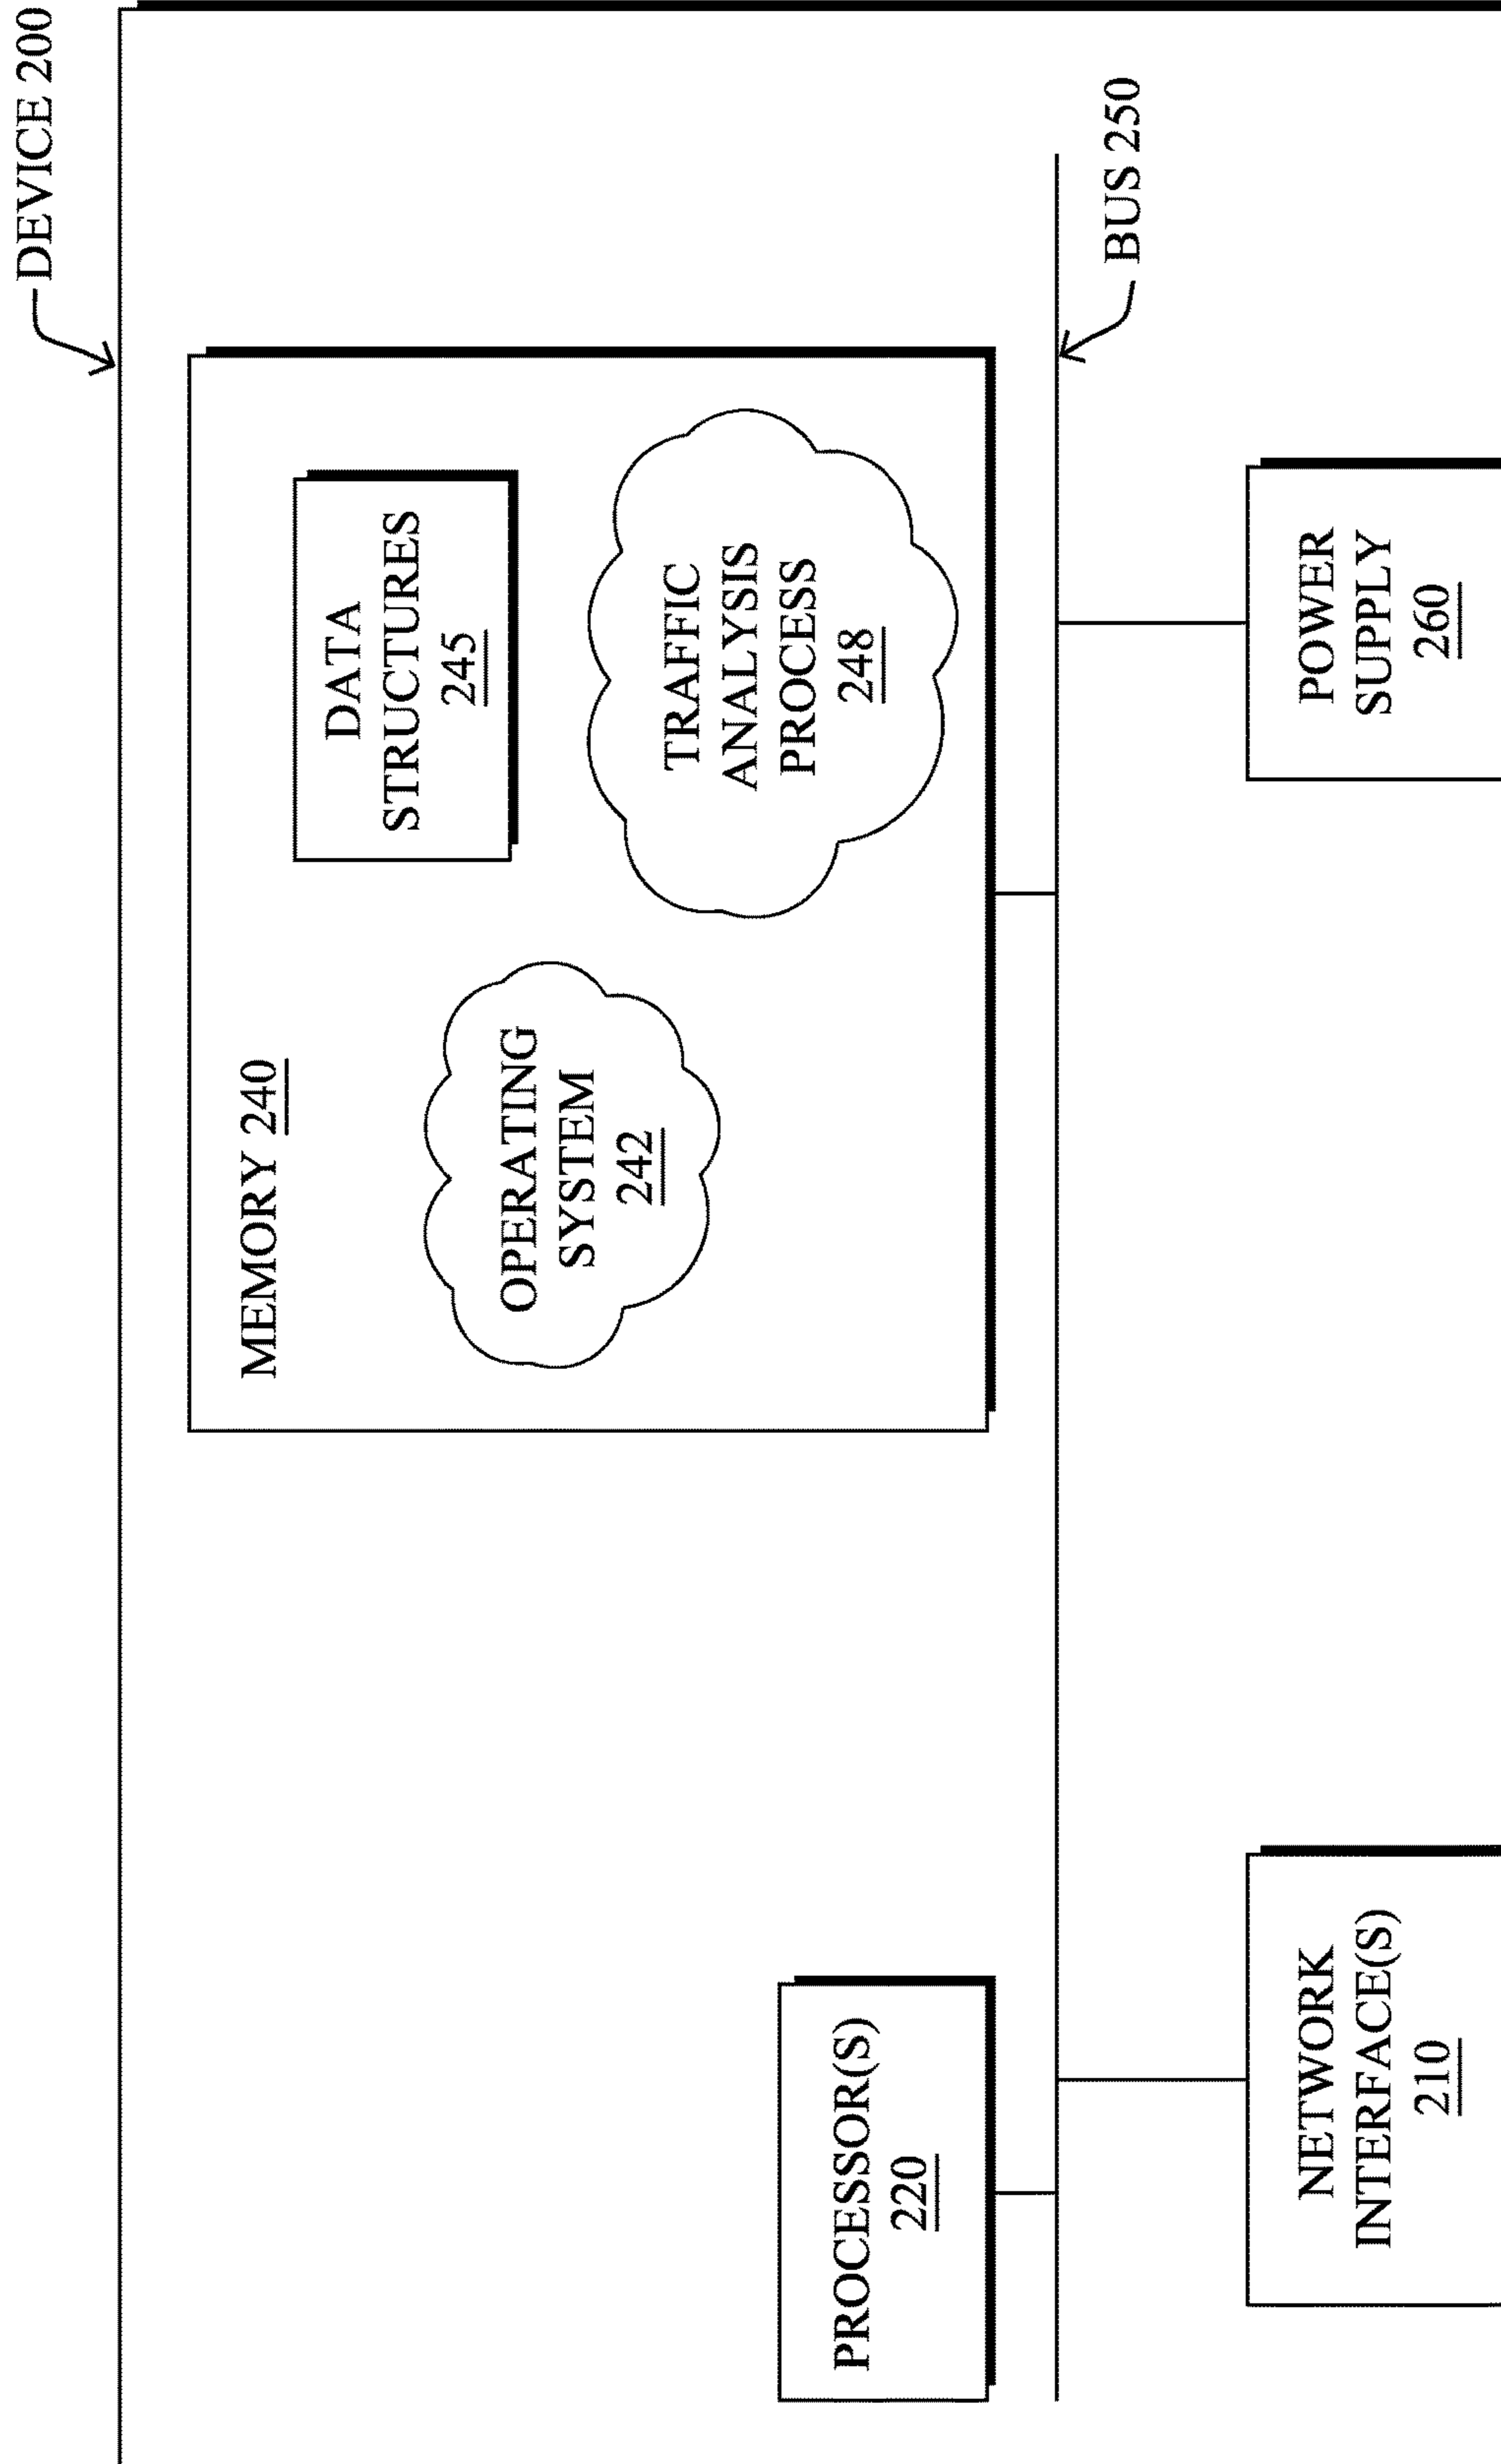 DEVICE 200
MEMORY 240
OPERATING
SYSTEM
242
DATA
STRUCTURES
245
TRAFFIC
ANALYSIS
PROCESS
248
PROCESSOR(S)
220
BUS 250
NETWORK
INTERFACE(S)
210
POWER
SUPPLY
260